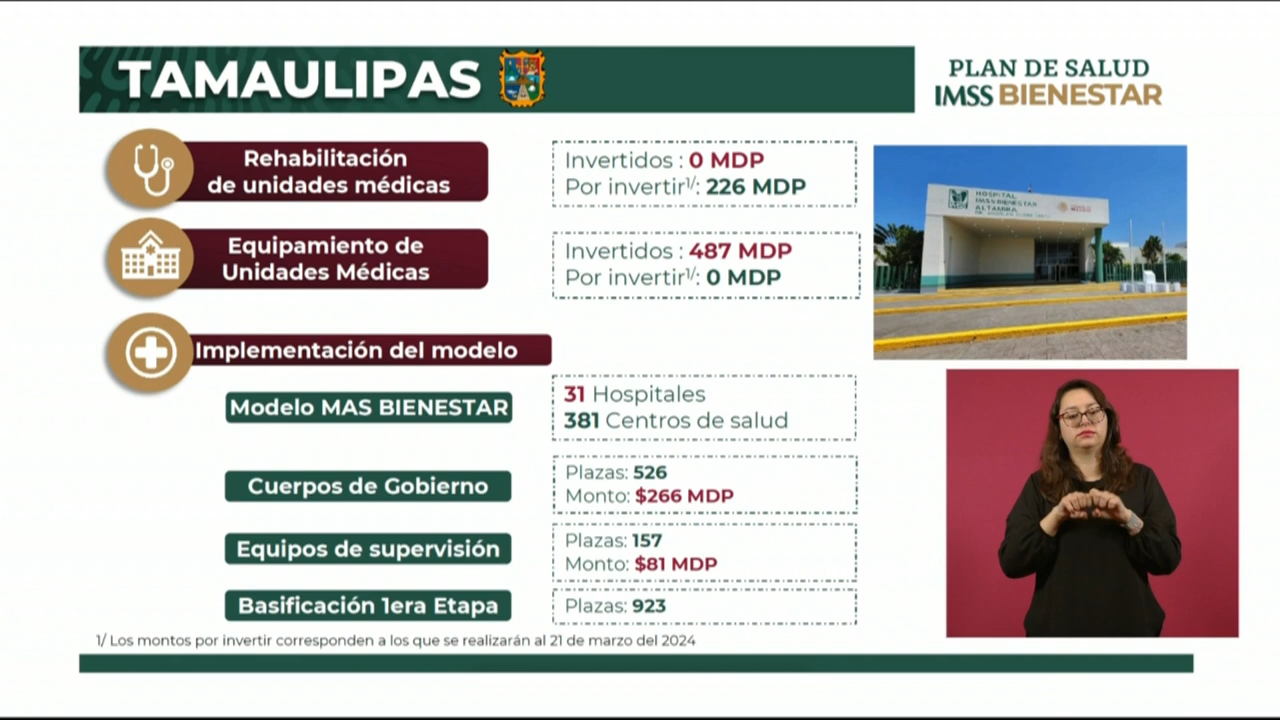 TAMAULIPAS
PLAN DE SALUD
IMSS BIENESTAR
Rehabilitación
de unidades médicas
Invertidos : 0 MDP
Por invertir1/: 226 MDP
Equipamiento de
Unidades Médicas
Invertidos : 487 MDP
Por invertir1/: 0 MDP
HOSPITAL
IMSS BIENESTAR
ALTAMIRA
Implementación del modelo
Modelo MAS BIENESTAR
31 Hospitales
381 Centros de salud
Cuerpos de Gobierno
Plazas: 526
Monto: $266 MDP
Equipos de supervisión
Plazas: 157
Monto: $81 MDP
Basificación 1era Etapa
Plazas: 923
1/ Los montos por invertir corresponden a los que se realizarán al 21 de marzo del 2024